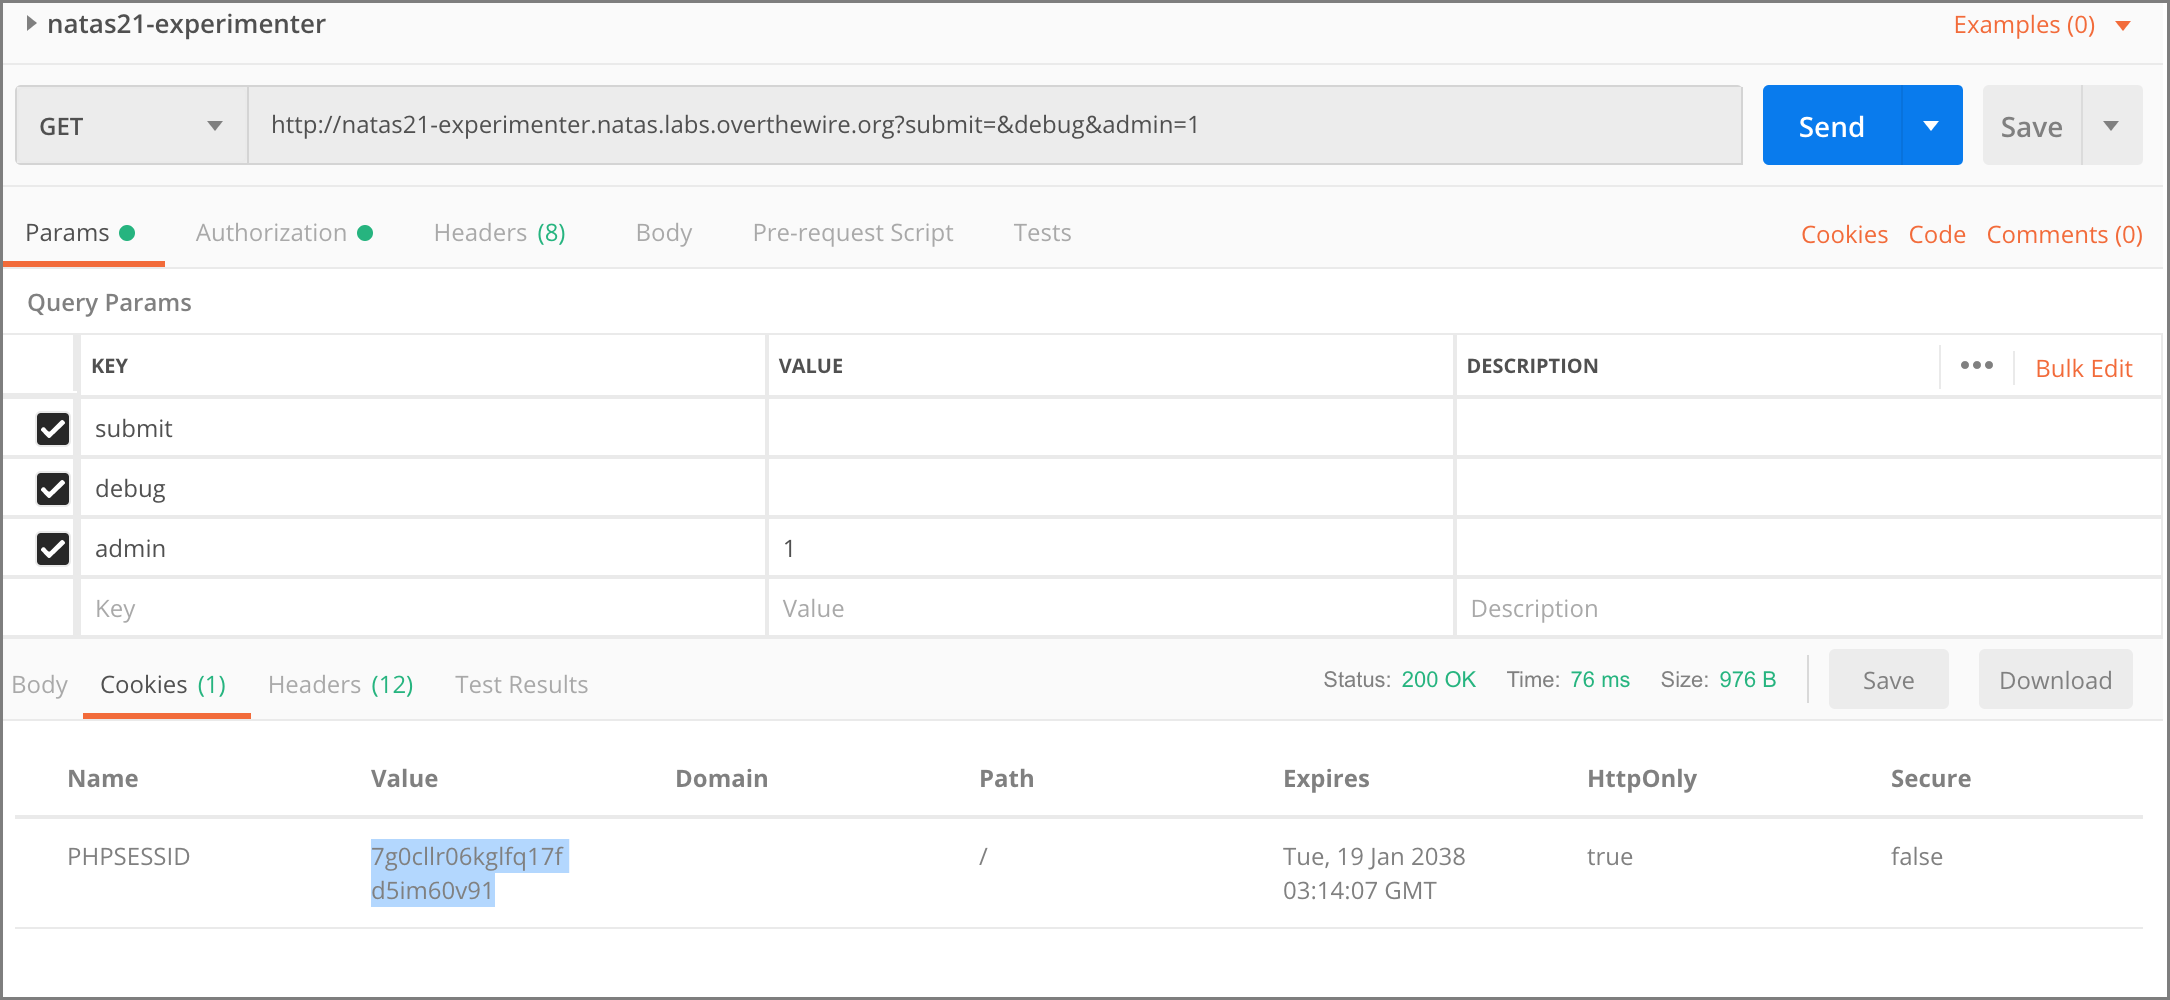 natas21-experimenter
Examples (0)
GET
http://natas21-experimenter.natas.labs.overthewire.org?submit=&debug&admin=1
Send
Save
Params
Authorization
Headers (8)
Body
Pre-request Script
Tests
Cookies
Code
Comments (0)
Query Params
KEY
VALUE
DESCRIPTION
Bulk Edit
submit
debug
admin
1
Key
Value
Description
Body
Cookies (1)
Headers (12)
Test Results
Status: 200 OK
Time: 76 ms
Size: 976 B
Save
Download
Name
Value
Domain
Path
Expires
HttpOnly
Secure
PHPSESSID
7g0cllr06kglfq17f
d5im60v91
/
Tue, 19 Jan 2038
03:14:07 GMT
true
false